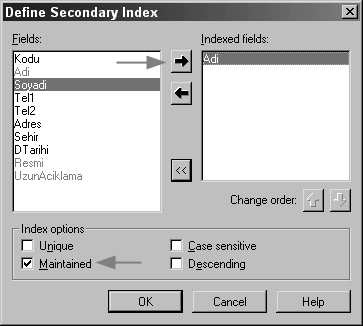 Define Secondary Index
Fields:
Kodu
Adi
Soyadi
Tel1
Tel2
Adres
Sehir
DTarihi
Resmi
UzunAciklama
<<
Indexed fields:
Adi
Change order:
Index options
Unique
Case sensitive
Maintained
Descending
OK
Cancel
Help